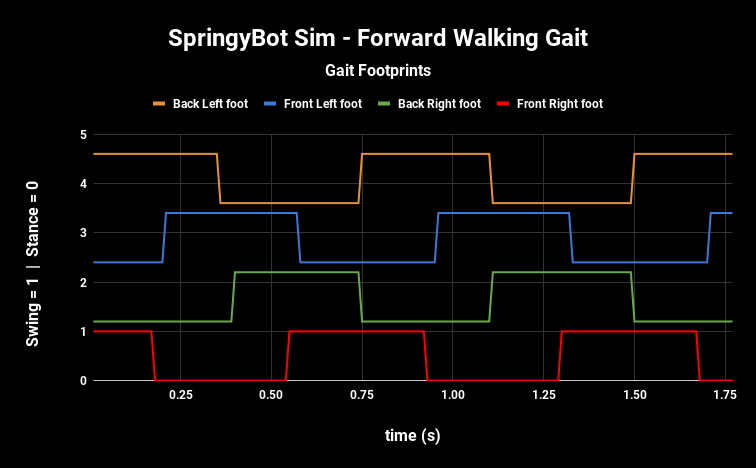 SpringyBot Sim - Forward Walking Gait
Gait Footprints
Back Left foot Front Left foot Back Right foot Front Right foot
Swing = 1 | Stance = 0
5
4
3
2
1
0
0.25 0.50 0.75 1.00 1.25 1.50 1.75
time (s)